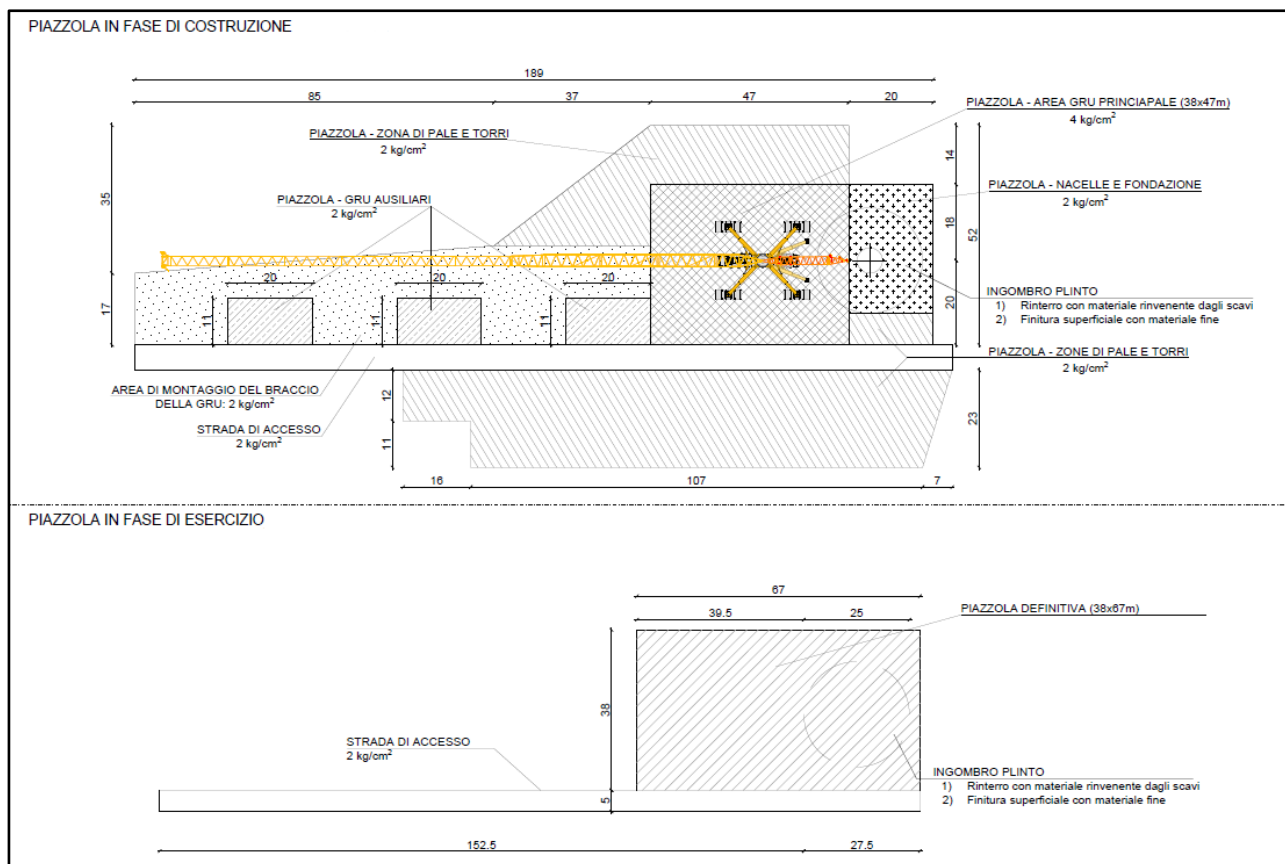 PIAZZOLA IN FASE DI COSTRUZIONE
189
85
37
47
20
PIAZZOLA - AREA GRU PRINCIAPALE (38x47m)
4 kg/cm²
PIAZZOLA - ZONA DI PALE E TORRI
2 kg/cm²
14
35
PIAZZOLA - NACELLE E FONDAZIONE
2 kg/cm²
PIAZZOLA - GRU AUSILIARI
2 kg/cm²
18
52
20
20
20
INGOMBRO PLINTO
1) Rinterro con materiale rinvenente dagli scavi
2) Finitura superficiale con materiale fine
17
11
11
11
20
PIAZZOLA - ZONE DI PALE E TORRI
2 kg/cm²
AREA DI MONTAGGIO DEL BRACCIO
DELLA GRU: 2 kg/cm²
12
STRADA DI ACCESSO
2 kg/cm²
11
23
16
107
7
PIAZZOLA IN FASE DI ESERCIZIO
67
39.5
25
PIAZZOLA DEFINITIVA (38x67m)
38
STRADA DI ACCESSO
2 kg/cm²
INGOMBRO PLINTO
1) Rinterro con materiale rinvenente dagli scavi
2) Finitura superficiale con materiale fine
5
152.5
27.5